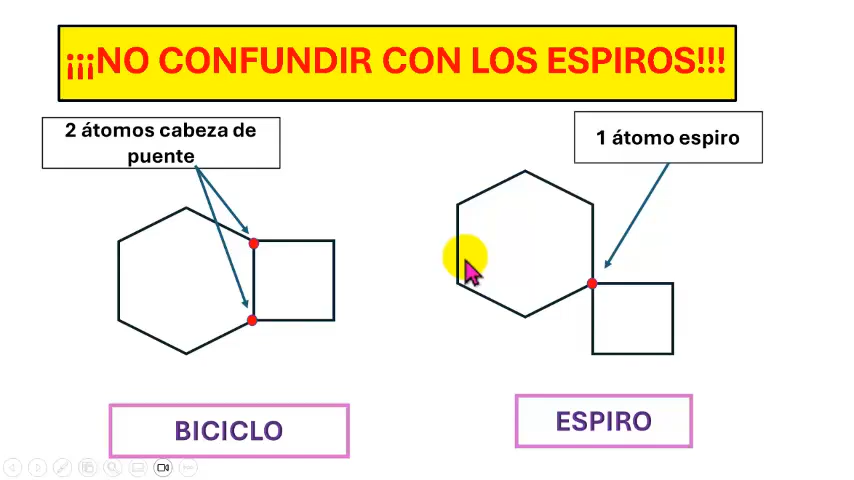 ¡¡¡NO CONFUNDIR CON LOS ESPIROS!!!
2 átomos cabeza de
puente
1 átomo espiro
BICICLO
ESPIRO